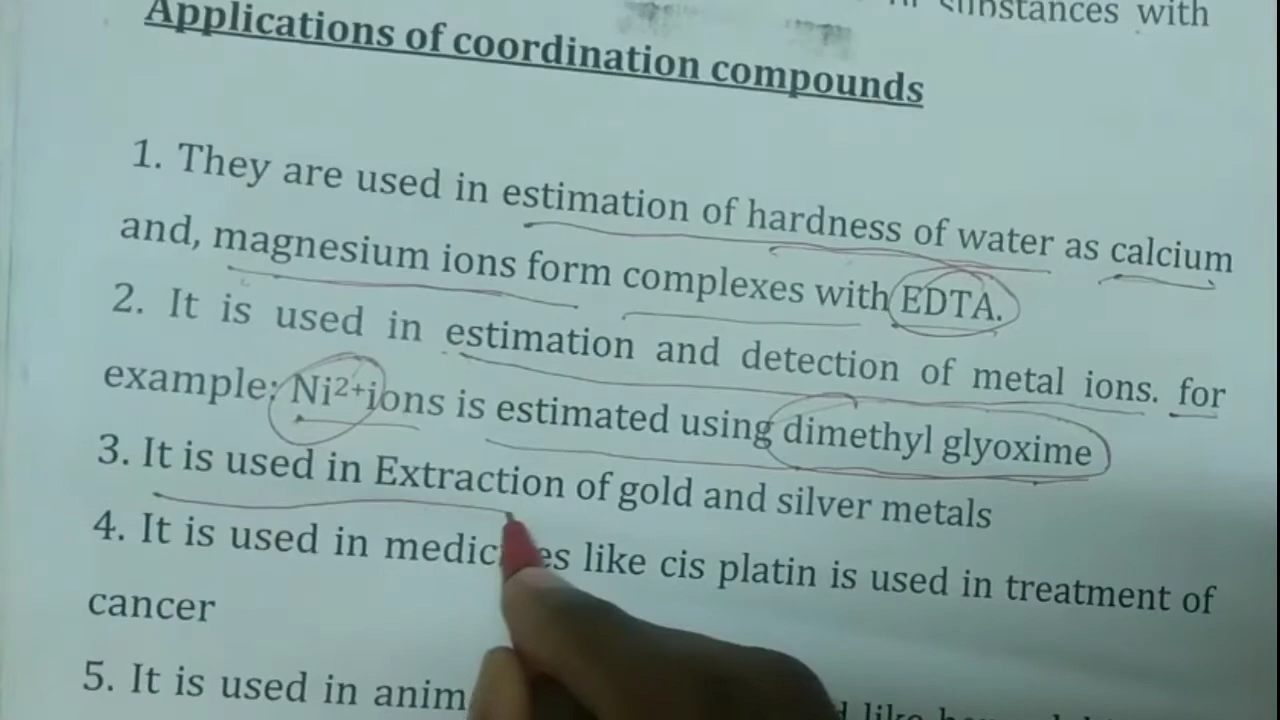 substances with
Applications of coordination compounds
1. They are used in estimation of hardness of water as calcium
and, magnesium ions form complexes with EDTA.
2. It is used in estimation and detection of metal ions. for
example: Ni²⁺ions is estimated using dimethyl glyoxime
3. It is used in Extraction of gold and silver metals
4. It is used in like cis platin is used in treatment of
cancer
5. It is used in like